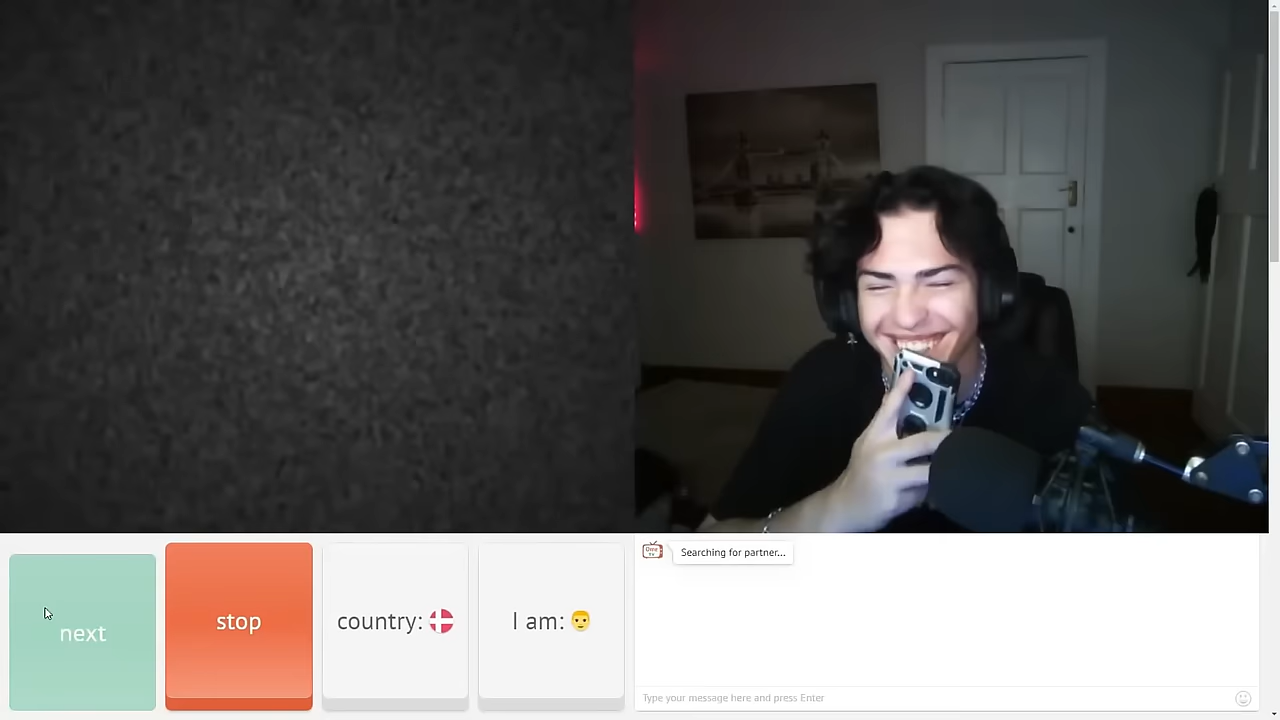 Searching for partner...
next
stop
country:
I am:
Type your message here and press Enter